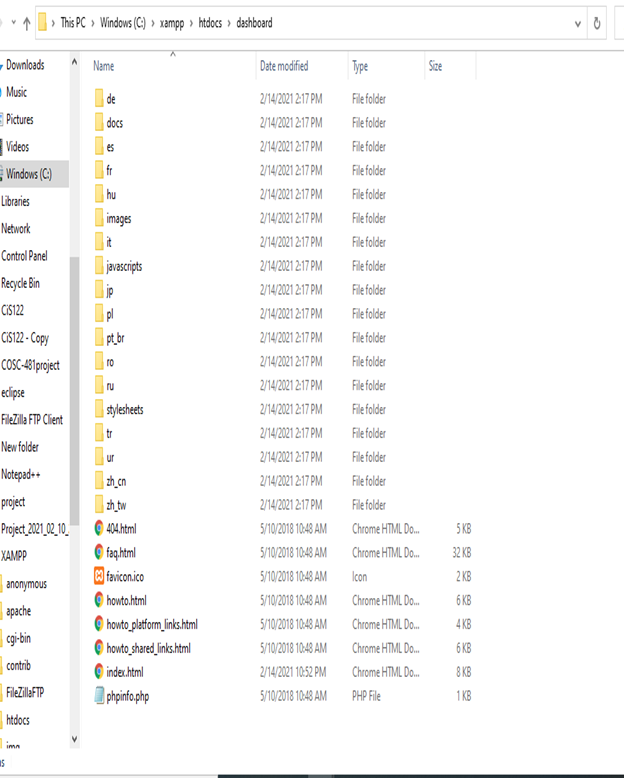 This PC > Windows (C:) > xampp > htdocs > dashboard
Name Date modified Type Size
Downloads
Music
Pictures
Videos
Windows (C:)
Libraries
Network
Control Panel
Recycle Bin
CiS122
CiS122 - Copy
COSC-481project
eclipse
FileZilla FTP Client
New folder
Notepad++
project
Project_2021_02_10_
XAMPP
anonymous
apache
cgi-bin
contrib
FileZillaFTP
htdocs
img
de 2/14/2021 2:17 PM File folder
docs 2/14/2021 2:17 PM File folder
es 2/14/2021 2:17 PM File folder
fr 2/14/2021 2:17 PM File folder
hu 2/14/2021 2:17 PM File folder
images 2/14/2021 2:17 PM File folder
it 2/14/2021 2:17 PM File folder
javascripts 2/14/2021 2:17 PM File folder
jp 2/14/2021 2:17 PM File folder
pl 2/14/2021 2:17 PM File folder
pt_br 2/14/2021 2:17 PM File folder
ro 2/14/2021 2:17 PM File folder
ru 2/14/2021 2:17 PM File folder
stylesheets 2/14/2021 2:17 PM File folder
tr 2/14/2021 2:17 PM File folder
ur 2/14/2021 2:17 PM File folder
zh_cn 2/14/2021 2:17 PM File folder
zh_tw 2/14/2021 2:17 PM File folder
404.html 5/10/2018 10:48 AM Chrome HTML Do... 5 KB
faq.html 5/10/2018 10:48 AM Chrome HTML Do... 32 KB
favicon.ico 5/10/2018 10:48 AM Icon 2 KB
howto.html 5/10/2018 10:48 AM Chrome HTML Do... 6 KB
howto_platform_links.html 5/10/2018 10:48 AM Chrome HTML Do... 4 KB
howto_shared_links.html 5/10/2018 10:48 AM Chrome HTML Do... 6 KB
index.html 2/14/2021 10:52 PM Chrome HTML Do... 8 KB
phpinfo.php 5/10/2018 10:48 AM PHP File 1 KB